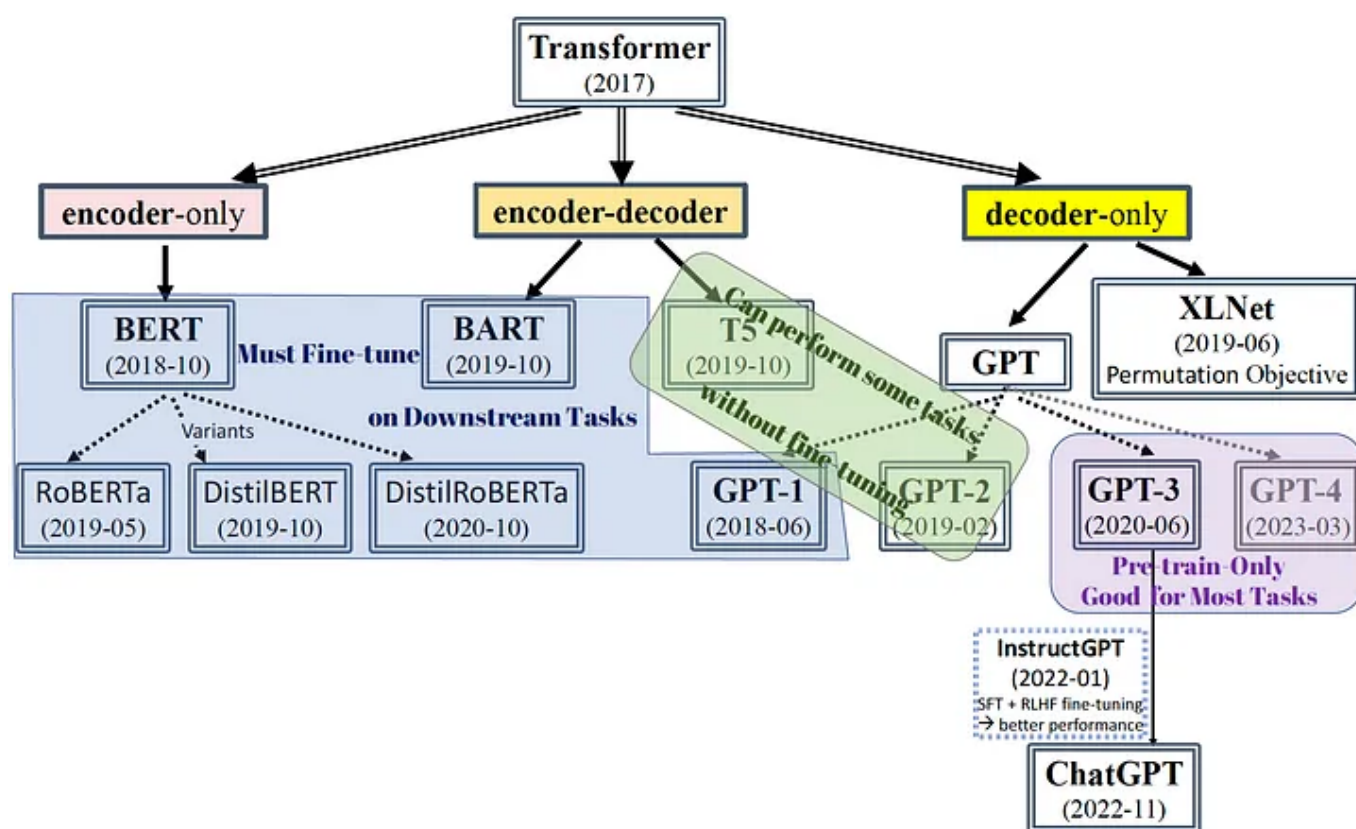 Transformer
(2017)
encoder-only
encoder-decoder
decoder-only
BERT
(2018-10)
Must Fine-tune
BART
(2019-10)
on Downstream Tasks
T5
(2019-10)
Can perform some tasks
without fine-tuning
GPT
XLNet
(2019-06)
Permutation Objective
Variants
RoBERTa
(2019-05)
DistilBERT
(2019-10)
DistilRoBERTa
(2020-10)
GPT-1
(2018-06)
GPT-2
(2019-02)
GPT-3
(2020-06)
GPT-4
(2023-03)
Pre-train-Only
Good for Most Tasks
InstructGPT
(2022-01)
SFT + RLHF fine-tuning
→ better performance
ChatGPT
(2022-11)